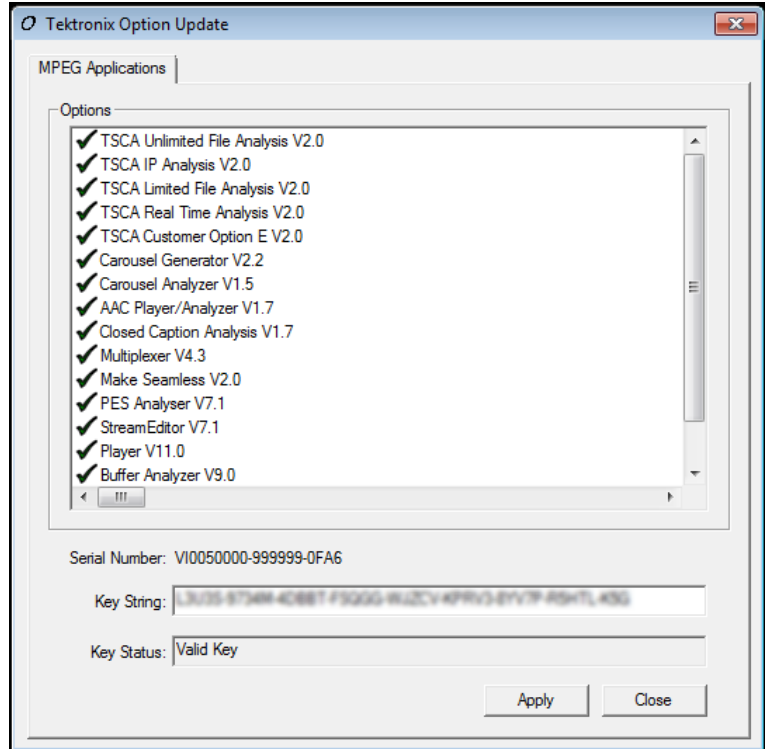 Tektronix Option Update
MPEG Applications
Options
TSCA Unlimited File Analysis V2.0
TSCA IP Analysis V2.0
TSCA Limited File Analysis V2.0
TSCA Real Time Analysis V2.0
TSCA Customer Option E V2.0
Carousel Generator V2.2
Carousel Analyzer V1.5
AAC Player/Analyzer V1.7
Closed Caption Analysis V1.7
Multiplexer V4.3
Make Seamless V2.0
PES Analyser V7.1
StreamEditor V7.1
Player V11.0
Buffer Analyzer V9.0
Serial Number: VI0050000-999999-0FA6
Key String:
Key Status: Valid Key
Apply Close